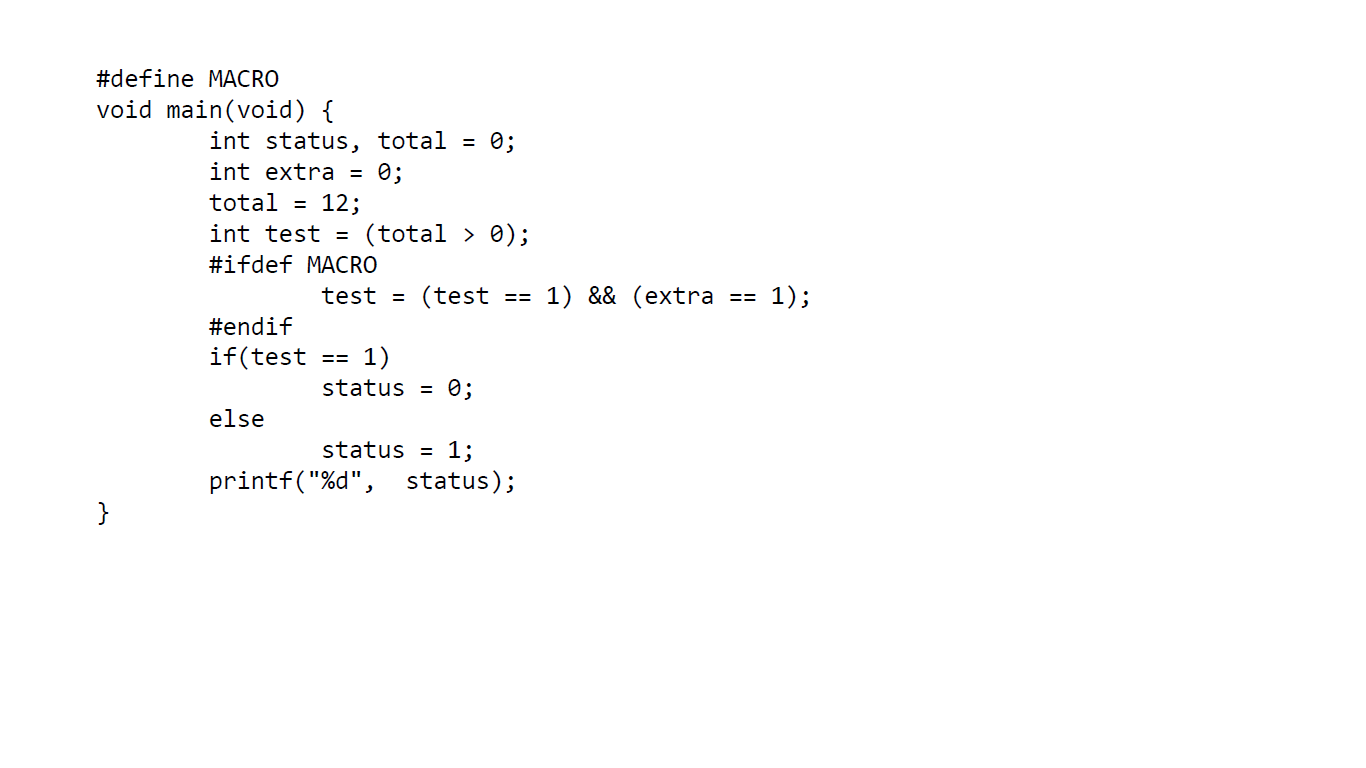 #define MACRO
void main(void) {
        int status, total = 0;
        int extra = 0;
        total = 12;
        int test = (total > 0);
        #ifdef MACRO
                test = (test == 1) && (extra == 1);
        #endif
        if(test == 1)
                status = 0;
        else
                status = 1;
        printf("%d",  status);
}